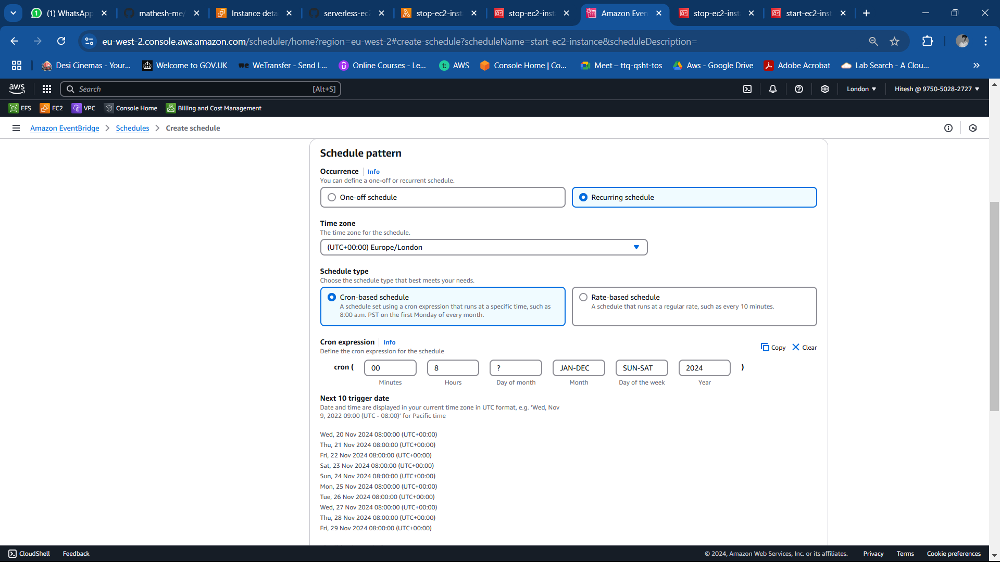 (1) WhatsApp
mathesh-me/
Instance deta
serverless-ec
stop-ec2-inst
stop-ec2-inst
Amazon Even
stop-ec2-inst
start-ec2-inst
eu-west-2.console.aws.amazon.com/scheduler/home?region=eu-west-2#create-schedule?scheduleName=start-ec2-instance&scheduleDescription=
Desi Cinemas - Your...
Welcome to GOV.UK
we WeTransfer - Send L...
Online Courses - Le...
t: AWS
Console Home | Co...
Meet – ttq-qsht-tos
Aws - Google Drive
Adobe Acrobat
Lab Search - A Clou...
aws
Search
[Alt+S]
London
Hitesh @ 9750-5028-2727
EFS
EC2
VPC
Console Home
Billing and Cost Management
Amazon EventBridge
Schedules
Create schedule
Schedule pattern
Occurrence Info
You can define a one-off or recurrent schedule.
One-off schedule
Recurring schedule
Time zone
The time zone for the schedule.
(UTC+00:00) Europe/London
Schedule type
Choose the schedule type that best meets your needs.
Cron-based schedule
A schedule set using a cron expression that runs at a specific time, such as
8:00 a.m. PST on the first Monday of every month.
Rate-based schedule
A schedule that runs at a regular rate, such as every 10 minutes.
Cron expression Info
Define the cron expression for the schedule
Copy
Clear
cron ( 00 8 ? JAN-DEC SUN-SAT 2024 )
Minutes Hours Day of month Month Day of the week Year
Next 10 trigger date
Date and time are displayed in your current time zone in UTC format, e.g. 'Wed, Nov
9, 2022 09:00 (UTC - 08:00)' for Pacific time
Wed, 20 Nov 2024 08:00:00 (UTC+00:00)
Thu, 21 Nov 2024 08:00:00 (UTC+00:00)
Fri, 22 Nov 2024 08:00:00 (UTC+00:00)
Sat, 23 Nov 2024 08:00:00 (UTC+00:00)
Sun, 24 Nov 2024 08:00:00 (UTC+00:00)
Mon, 25 Nov 2024 08:00:00 (UTC+00:00)
Tue, 26 Nov 2024 08:00:00 (UTC+00:00)
Wed, 27 Nov 2024 08:00:00 (UTC+00:00)
Thu, 28 Nov 2024 08:00:00 (UTC+00:00)
Fri, 29 Nov 2024 08:00:00 (UTC+00:00)
CloudShell
Feedback
© 2024, Amazon Web Services, Inc. or its affiliates.
Privacy
Terms
Cookie preferences